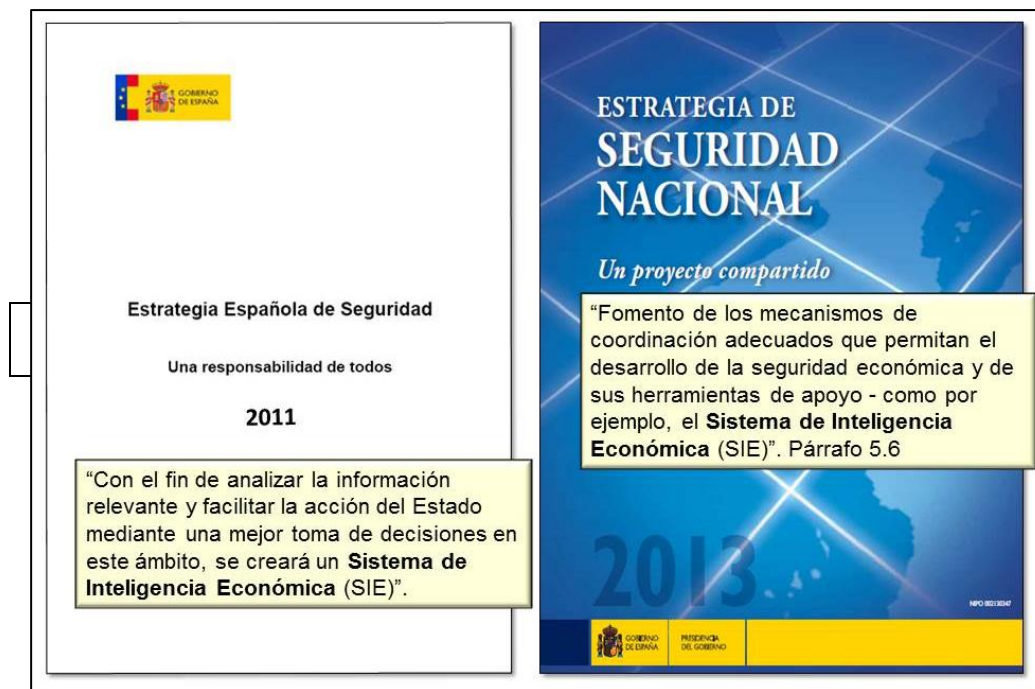 GOBIERNO
DE ESPAÑA
Estrategia Española de Seguridad
Una responsabilidad de todos
2011
“Con el fin de analizar la información
relevante y facilitar la acción del Estado
mediante una mejor toma de decisiones en
este ámbito, se creará un Sistema de
Inteligencia Económica (SIE)”.
ESTRATEGIA DE
SEGURIDAD
NACIONAL
Un proyecto compartido
“Fomento de los mecanismos de
coordinación adecuados que permitan el
desarrollo de la seguridad económica y de
sus herramientas de apoyo - como por
ejemplo, el Sistema de Inteligencia
Económica (SIE)”. Párrafo 5.6
2013
NIPO 002130347
GOBIERNO
DE ESPAÑA
PRESIDENCIA
DEL GOBIERNO